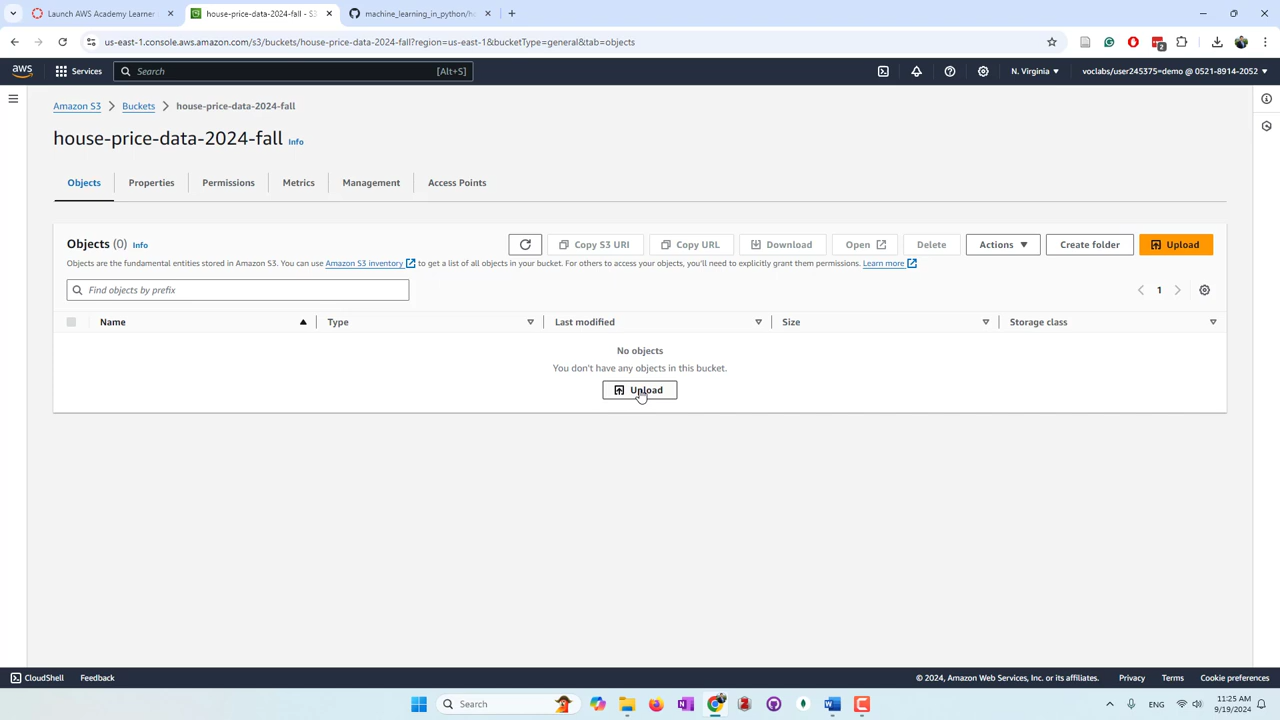 Launch AWS Academy Learner
house-price-data-2024-fall - S3
machine_learning_in_python/h
us-east-1.console.aws.amazon.com/s3/buckets/house-price-data-2024-fall?region=us-east-1&bucketType=general&tab=objects
2
aws
Services
Search
[Alt+S]
N. Virginia
voclabs/user245375=demo @ 0521-8914-2052
Amazon S3
Buckets
house-price-data-2024-fall
house-price-data-2024-fall
Info
Objects
Properties
Permissions
Metrics
Management
Access Points
Objects (0)
Info
Copy S3 URI
Copy URL
Download
Open
Delete
Actions
Create folder
Upload
Objects are the fundamental entities stored in Amazon S3. You can use Amazon S3 inventory to get a list of all objects in your bucket. For others to access your objects, you'll need to explicitly grant them permissions. Learn more
Find objects by prefix
1
Name
Type
Last modified
Size
Storage class
No objects
You don't have any objects in this bucket.
Upload
CloudShell
Feedback
© 2024, Amazon Web Services, Inc. or its affiliates.
Privacy
Terms
Cookie preferences
Search
ENG
11:25 AM
9/19/2024